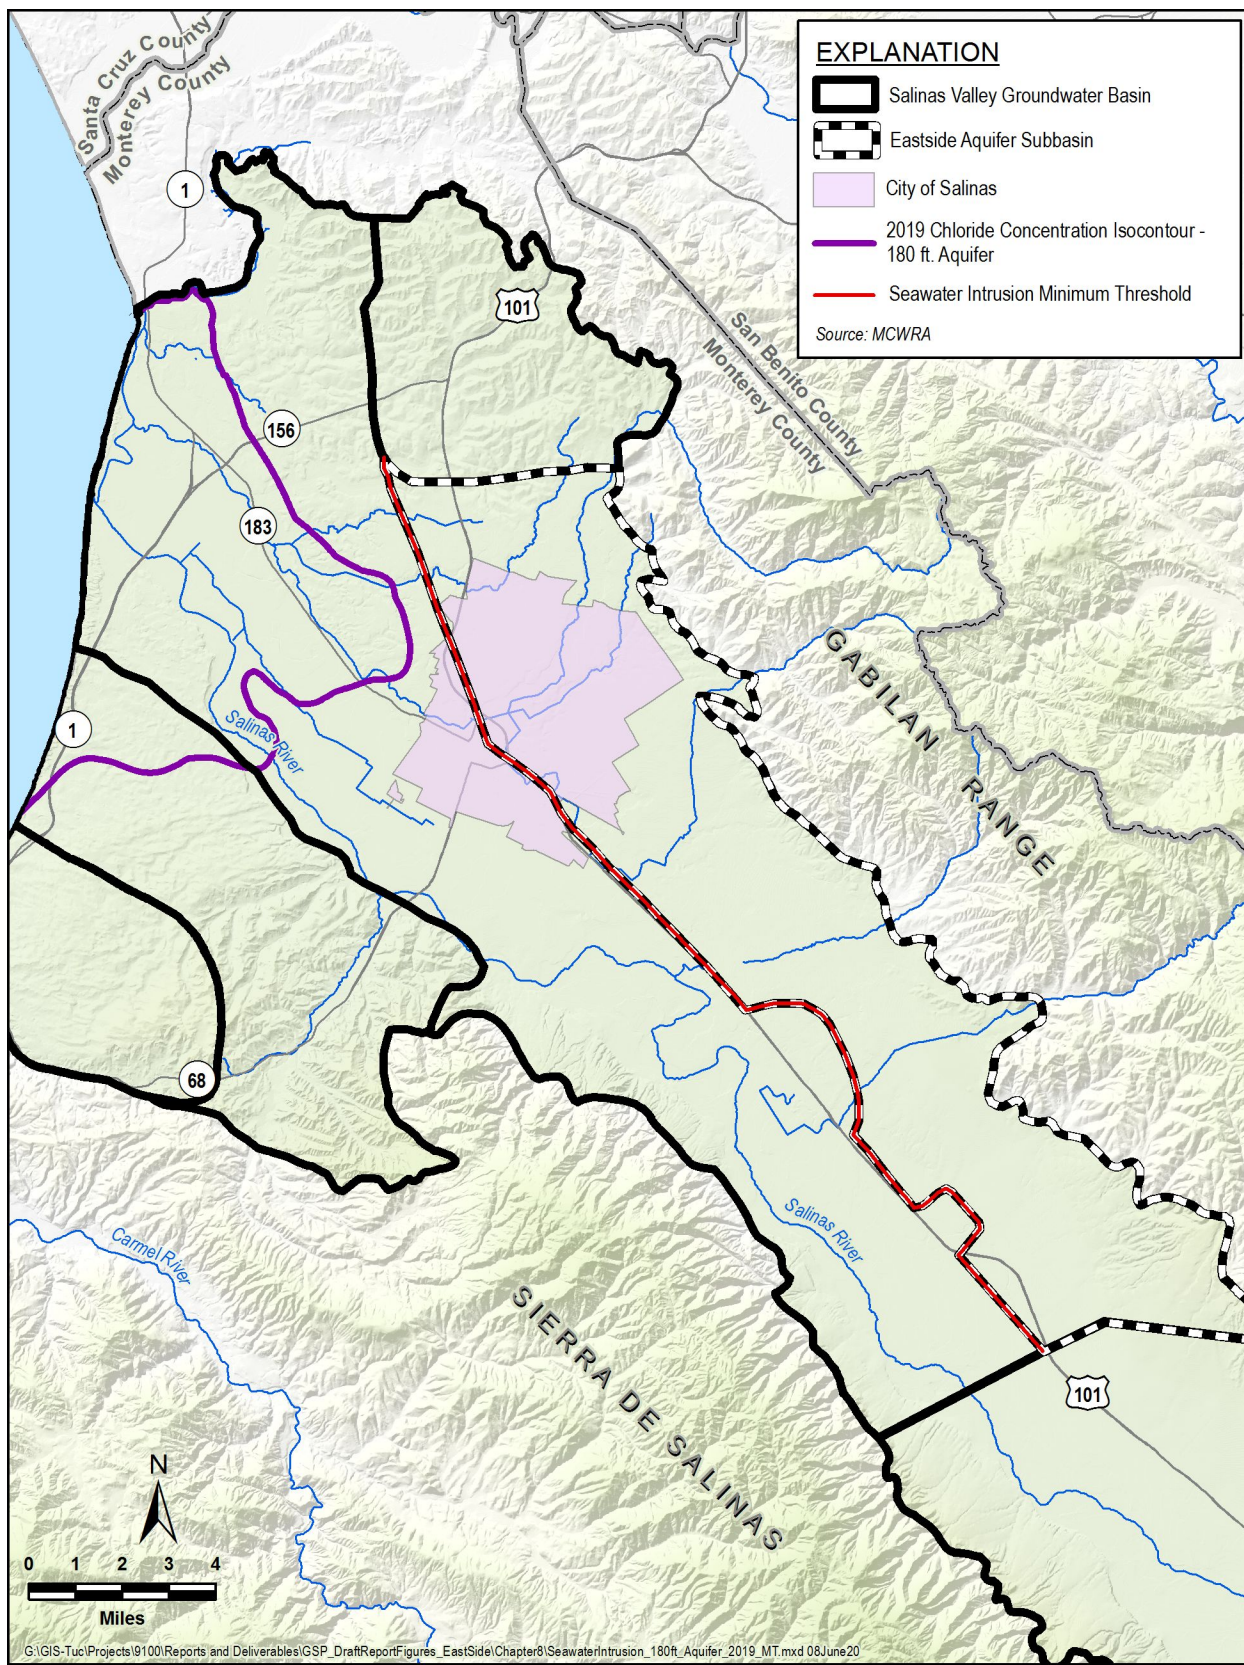 Santa Cruz County
Monterey County
EXPLANATION
Salinas Valley Groundwater Basin
Eastside Aquifer Subbasin
City of Salinas
2019 Chloride Concentration Isocontour -
180 ft. Aquifer
Seawater Intrusion Minimum Threshold
Source: MCWRA
1
101
San Benito County
Monterey County
156
183
GABILAN RANGE
Salinas River
1
68
Salinas River
Carmel River
SIERRA DE SALINAS
101
N
0 1 2 3 4
Miles
G:\GIS-Tuc\Projects\9100\Reports and Deliverables\GSP_DraftReportFigures_EastSide\Chapter8\SeawaterIntrusion_180ft_Aquifer_2019_MT.mxd 08June20